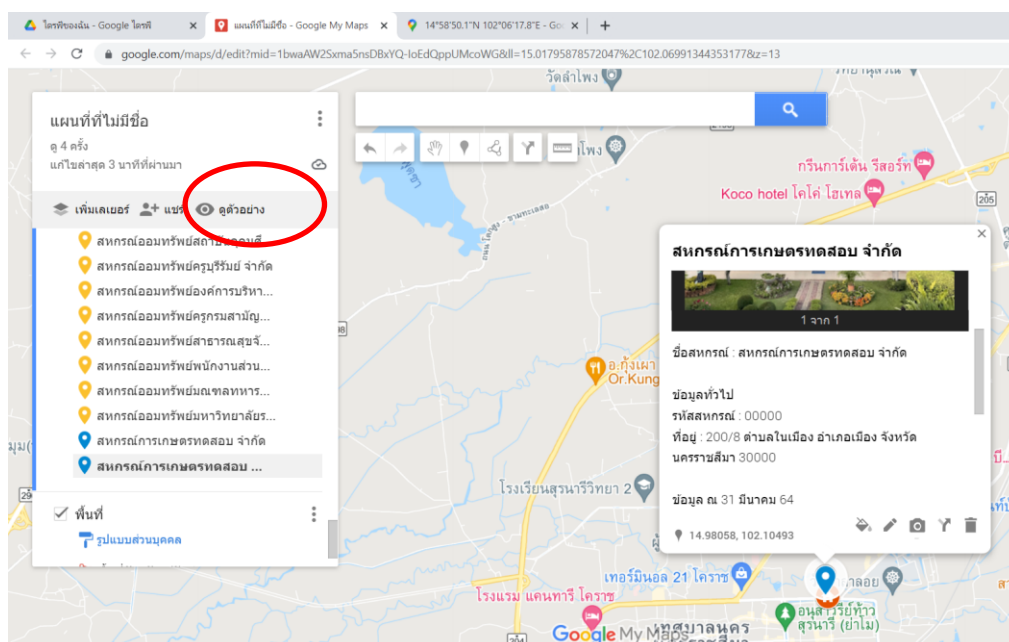 ไดรฟ์ของฉัน - Google ไดรฟ์
แผนที่ที่ไม่มีชื่อ - Google My Maps
14°58'50.1"N 102°06'17.8"E - Go
google.com/maps/d/edit?mid=1bwaAW2Sxma5nsDBxYQ-IoEdQppUMcoWG&ll=15.01795878572047%2C102.06991344353177&z=13
วัดลำโพง
แผนที่ที่ไม่มีชื่อ
ดู 4 ครั้ง
แก้ไขล่าสุด 3 นาทีที่ผ่านมา
เพิ่มเลเยอร์
แชร์
ดูตัวอย่าง
สหกรณ์ออมทรัพย์ครูบุรีรัมย์ จำกัด
สหกรณ์ออมทรัพย์องค์การบริหา...
สหกรณ์ออมทรัพย์ครูกรมสามัญ...
สหกรณ์ออมทรัพย์สาธารณสุขจั...
สหกรณ์ออมทรัพย์พนักงานส่วน...
สหกรณ์ออมทรัพย์มณฑลทหาร...
สหกรณ์ออมทรัพย์มหาวิทยาลัยร...
สหกรณ์การเกษตรทดสอบ จำกัด
สหกรณ์การเกษตรทดสอบ ...
พื้นที่
รูปแบบส่วนบุคคล
กรีนการ์เด้น รีสอร์ท
Koco hotel โคโค่ โฮเทล
205
สหกรณ์การเกษตรทดสอบ จำกัด
1 จาก 1
ชื่อสหกรณ์ : สหกรณ์การเกษตรทดสอบ จำกัด
ข้อมูลทั่วไป
รหัสสหกรณ์ : 00000
ที่อยู่ : 200/8 ตำบลในเมือง อำเภอเมือง จังหวัด
นครราชสีมา 30000
ข้อมูล ณ 31 มีนาคม 64
14.98058, 102.10493
อ.กุ้งเผา
Or.Kung
โรงเรียนสุรนารีวิทยา 2
เทอร์มินอล 21 โคราช
โรงแรม แคนทารี โคราช
อนุสาวรีย์ท้าว
สุรนารี (ย่าโม)
Google My Maps